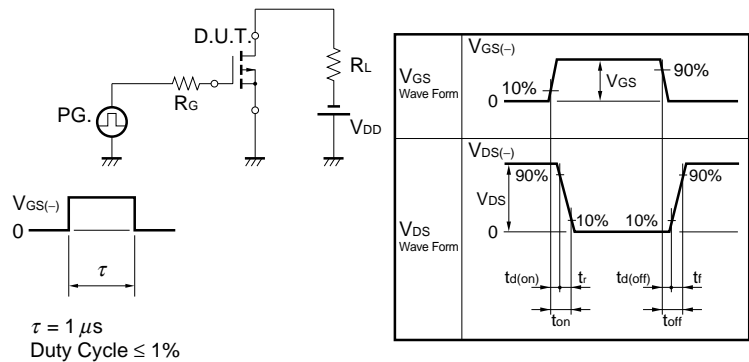 D.U.T.
RG
RL
PG.
VDD
VGS(−)
0
τ
τ = 1 μs
Duty Cycle ≤ 1%
VGS
Wave Form
VGS(−)
10%
VGS
90%
0
VDS
Wave Form
VDS(−)
90%
90%
VDS
10%
10%
0
td(on)
tr
td(off)
tf
ton
toff